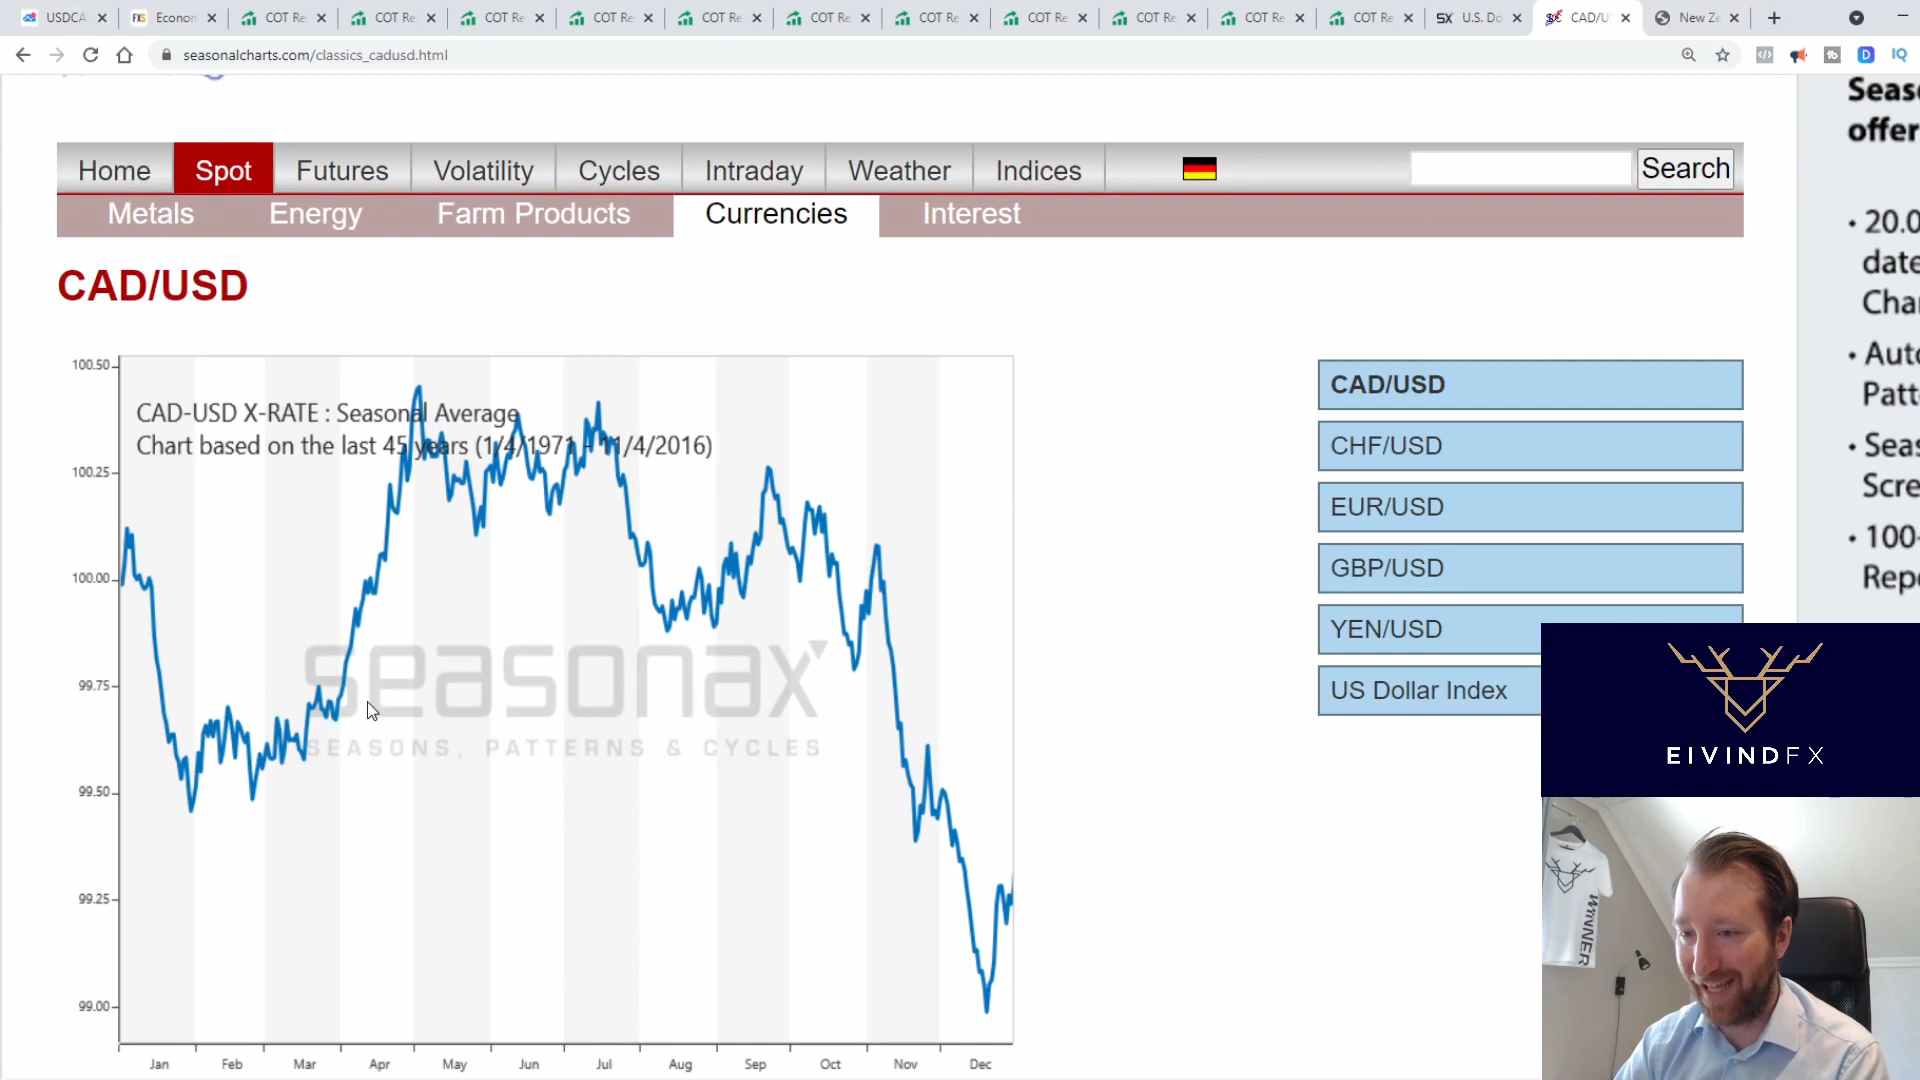 USDCA
Econon
COT Re
COT Re
COT Re
COT Re
COT Re
COT Re
COT Re
COT Re
COT Re
COT Re
COT Re
U.S. Do
CAD/U
New Ze
seasonalcharts.com/classics_cadusd.html
Home Spot Futures Volatility Cycles Intraday Weather Indices Search
Metals Energy Farm Products Currencies Interest
CAD/USD
CAD-USD X-RATE : Seasonal Average
Chart based on the last 45 years (1/4/1971 - 11/4/2016)
100.50
100.25
100.00
99.75
99.50
99.25
99.00
seasonax
SEASONS, PATTERNS & CYCLES
Jan Feb Mar Apr May Jun Jul Aug Sep Oct Nov Dec
CAD/USD
CHF/USD
EUR/USD
GBP/USD
YEN/USD
US Dollar Index
Seas
offer
• 20.0
date
Cha
• Auto
Patt
• Seas
Scre
• 100-
Rep
EIVINDFX
WINNER